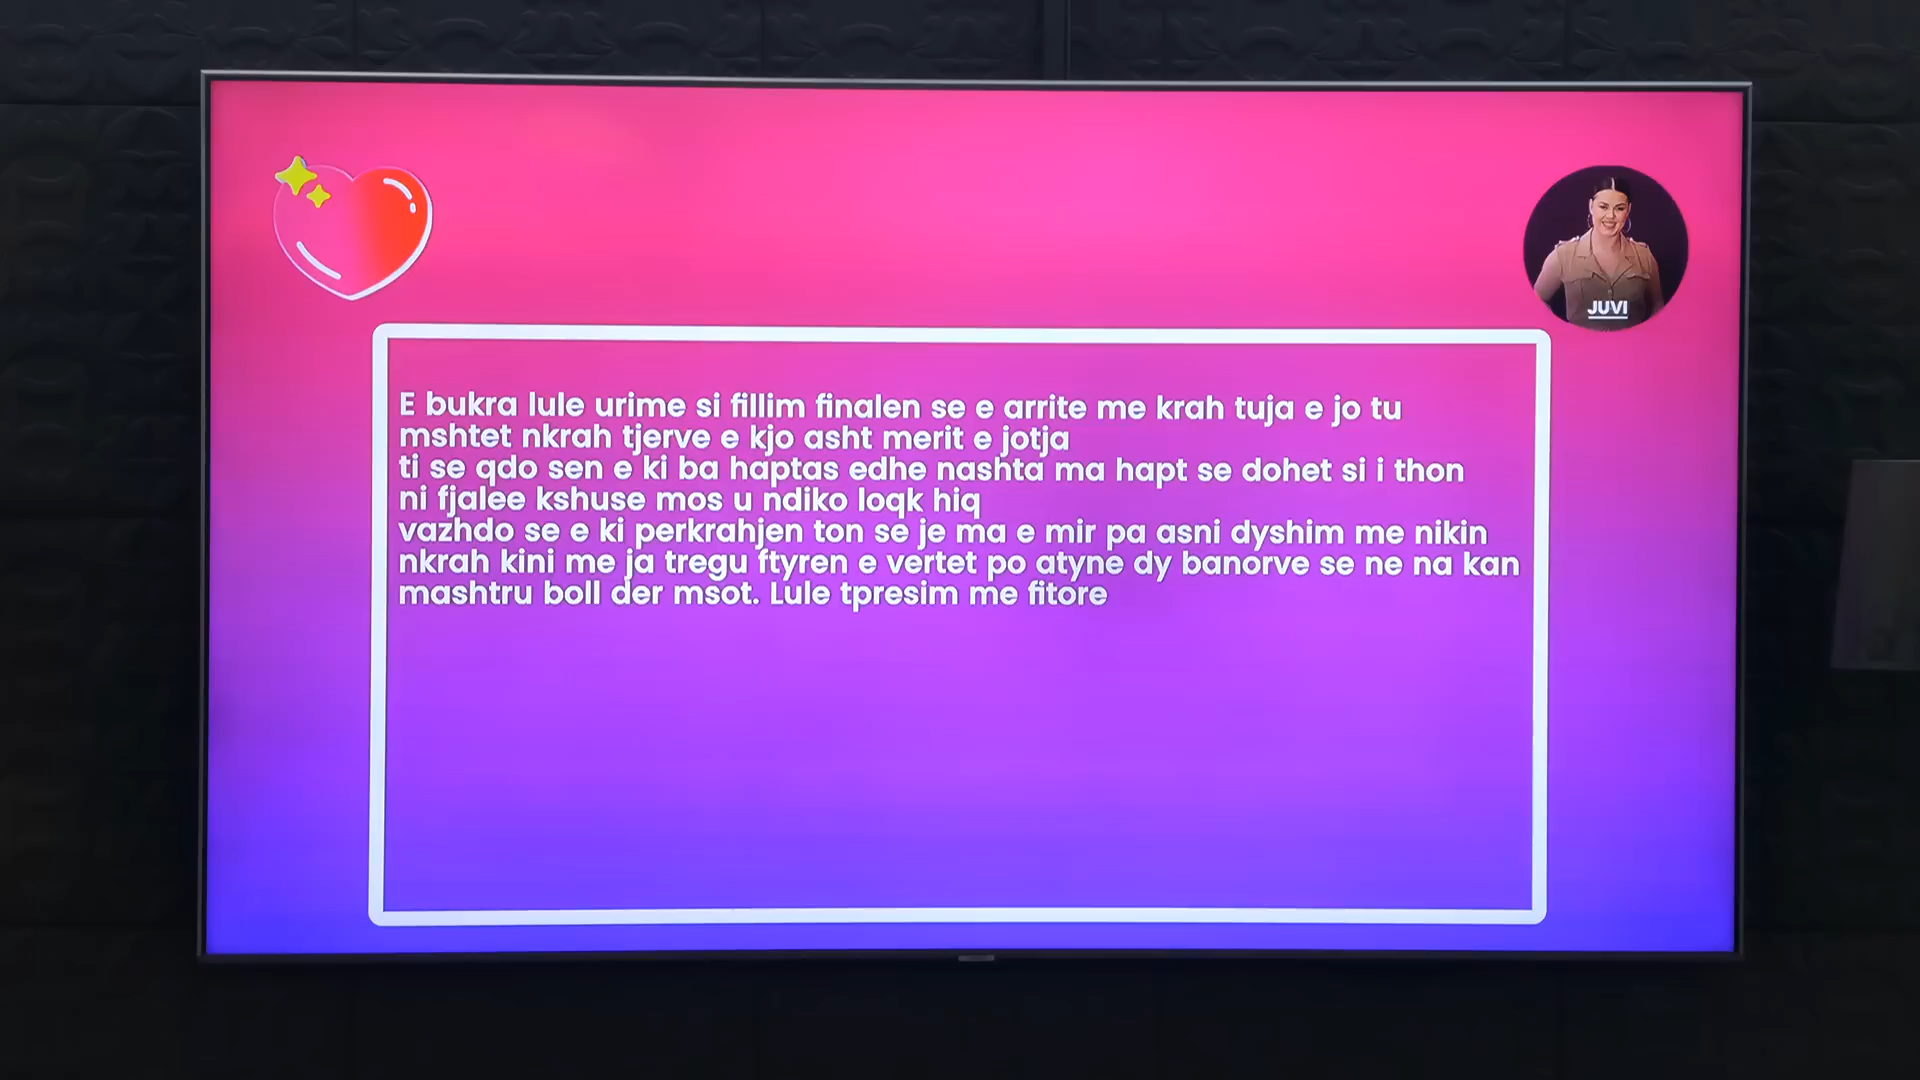 JUVI
E bukra lule urime si fillim finalen se e arrite me krah tuja e jo tu
mshtet nkrah tjerve e kjo asht merit e jotja
ti se qdo sen e ki ba haptas edhe nashta ma hapt se dohet si i thon
ni fjalee kshuse mos u ndiko loqk hiq
vazhdo se e ki perkrahjen ton se je ma e mir pa asni dyshim me nikin
nkrah kini me ja tregu ftyren e vertet po atyne dy banorve se ne na kan
mashtru boll der msot. Lule tpresim me fitore